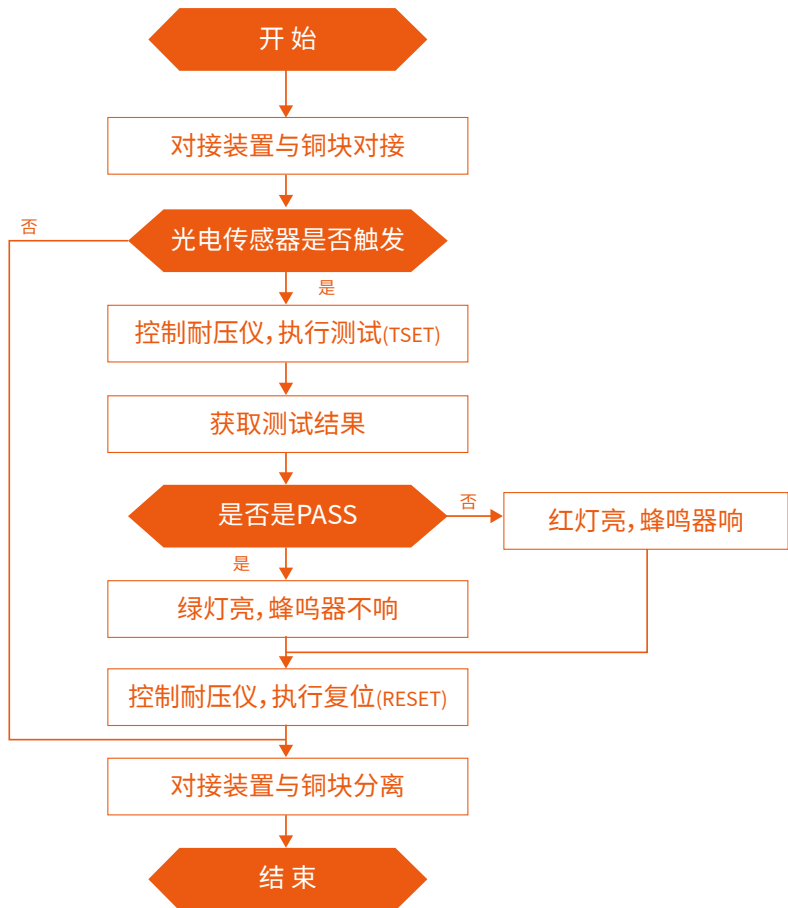 开 始
对接装置与铜块对接
否
光电传感器是否触发
是
控制耐压仪，执行测试(TSET)
获取测试结果
是否是PASS
否
红灯亮，蜂鸣器响
是
绿灯亮，蜂呜器不响
控制耐压仪，执行复位(RESET)
对接装置与铜块分离
结 束